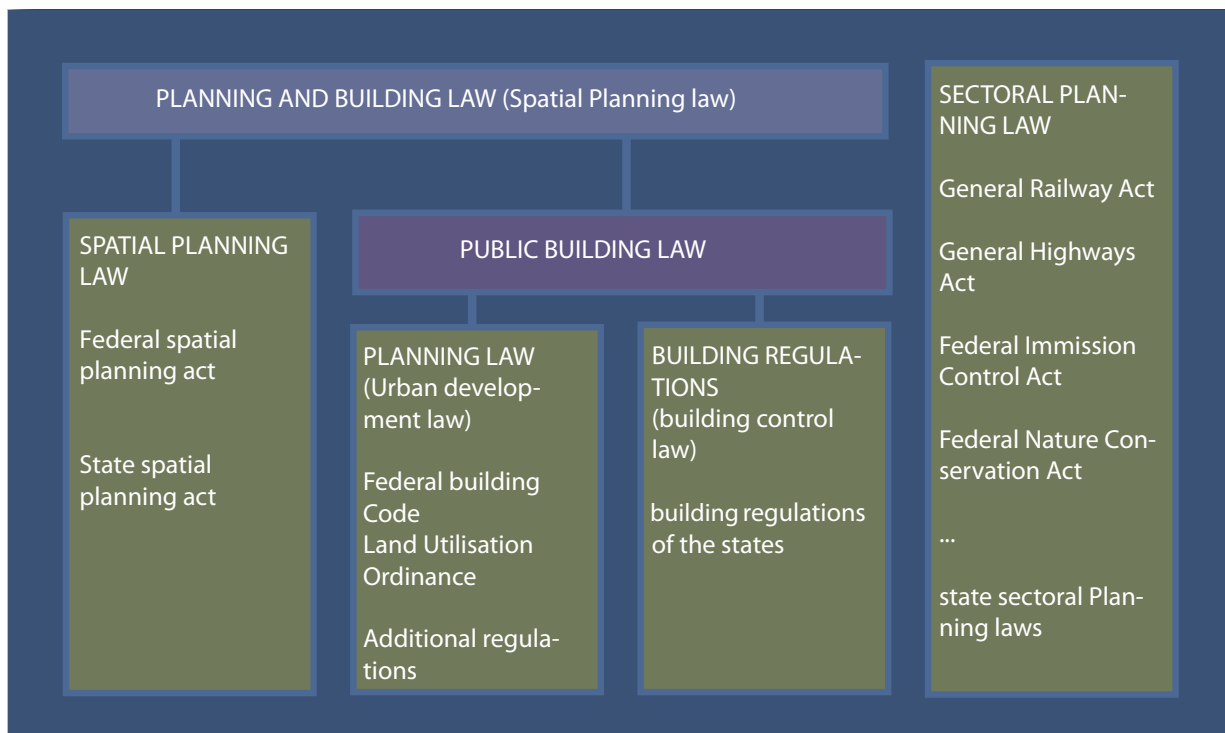 PLANNING AND BUILDING LAW (Spatial Planning law)
SPATIAL PLANNING
LAW
Federal spatial
planning act
State spatial
planning act
PUBLIC BUILDING LAW
PLANNING LAW
(Urban develop-
ment law)
Federal building
Code
Land Utilisation
Ordinance
Additional regula-
tions
BUILDING REGULA-
TIONS
(building control
law)
building regulations
of the states
SECTORAL PLAN-
NING LAW
General Railway Act
General Highways
Act
Federal Immission
Control Act
Federal Nature Con-
servation Act
...
state sectoral Plan-
ning laws